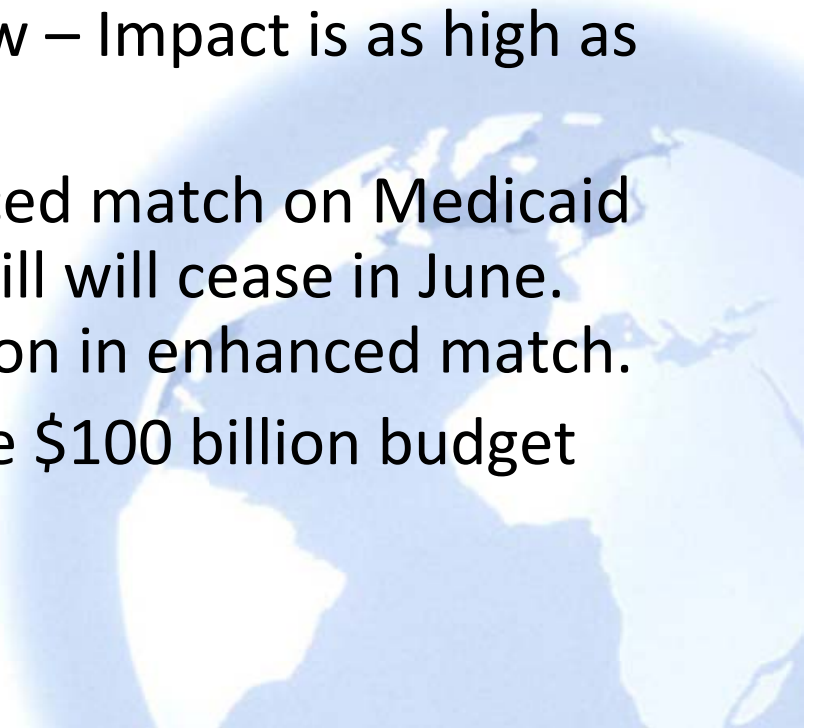 w – Impact is as high as
ed match on Medicaid
ill will cease in June.
on in enhanced match.
e $100 billion budget